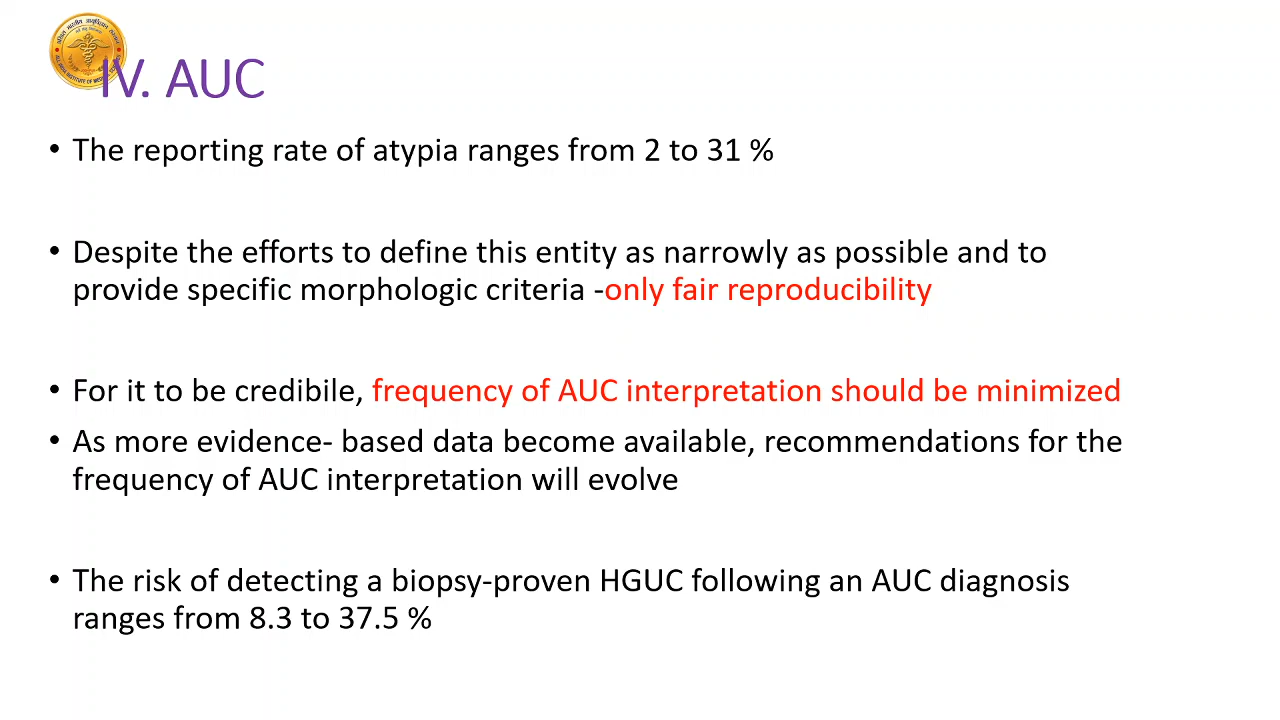 IV. AUC
• The reporting rate of atypia ranges from 2 to 31 %
• Despite the efforts to define this entity as narrowly as possible and to
provide specific morphologic criteria -only fair reproducibility
• For it to be credibile, frequency of AUC interpretation should be minimized
• As more evidence- based data become available, recommendations for the
frequency of AUC interpretation will evolve
• The risk of detecting a biopsy-proven HGUC following an AUC diagnosis
ranges from 8.3 to 37.5 %